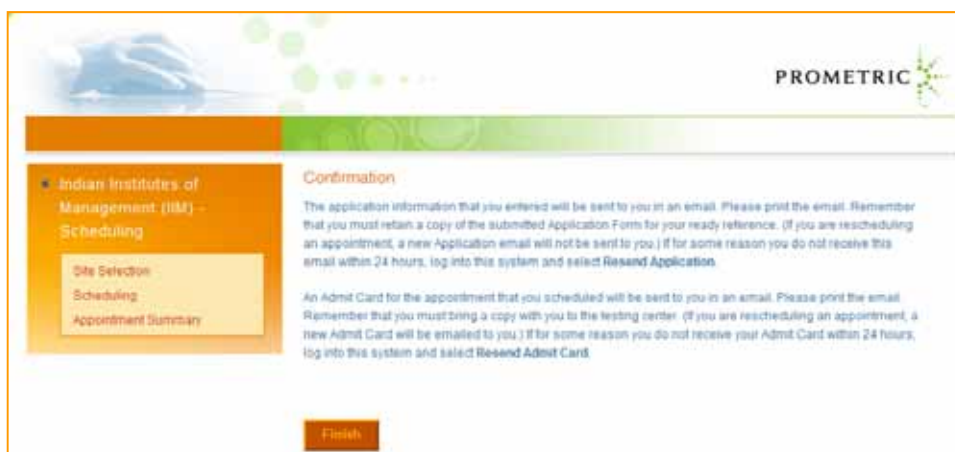 PROMETRIC
Indian Institutes of
Management (IIM) -
Scheduling
Site Selection
Scheduling
Appointment Summary
Confirmation
The application information that you entered will be sent to you in an email. Please print the email. Remember
that you must retain a copy of the submitted Application Form for your ready reference. (If you are rescheduling
an appointment, a new Application email will not be sent to you.) If for some reason you do not receive this
email within 24 hours, log into this system and select Resend Application.
An Admit Card for the appointment that you scheduled will be sent to you in an email. Please print the email.
Remember that you must bring a copy with you to the testing center. (If you are rescheduling an appointment, a
new Admit Card will be emailed to you.) If for some reason you do not receive your Admit Card within 24 hours,
log into this system and select Resend Admit Card.
Finish